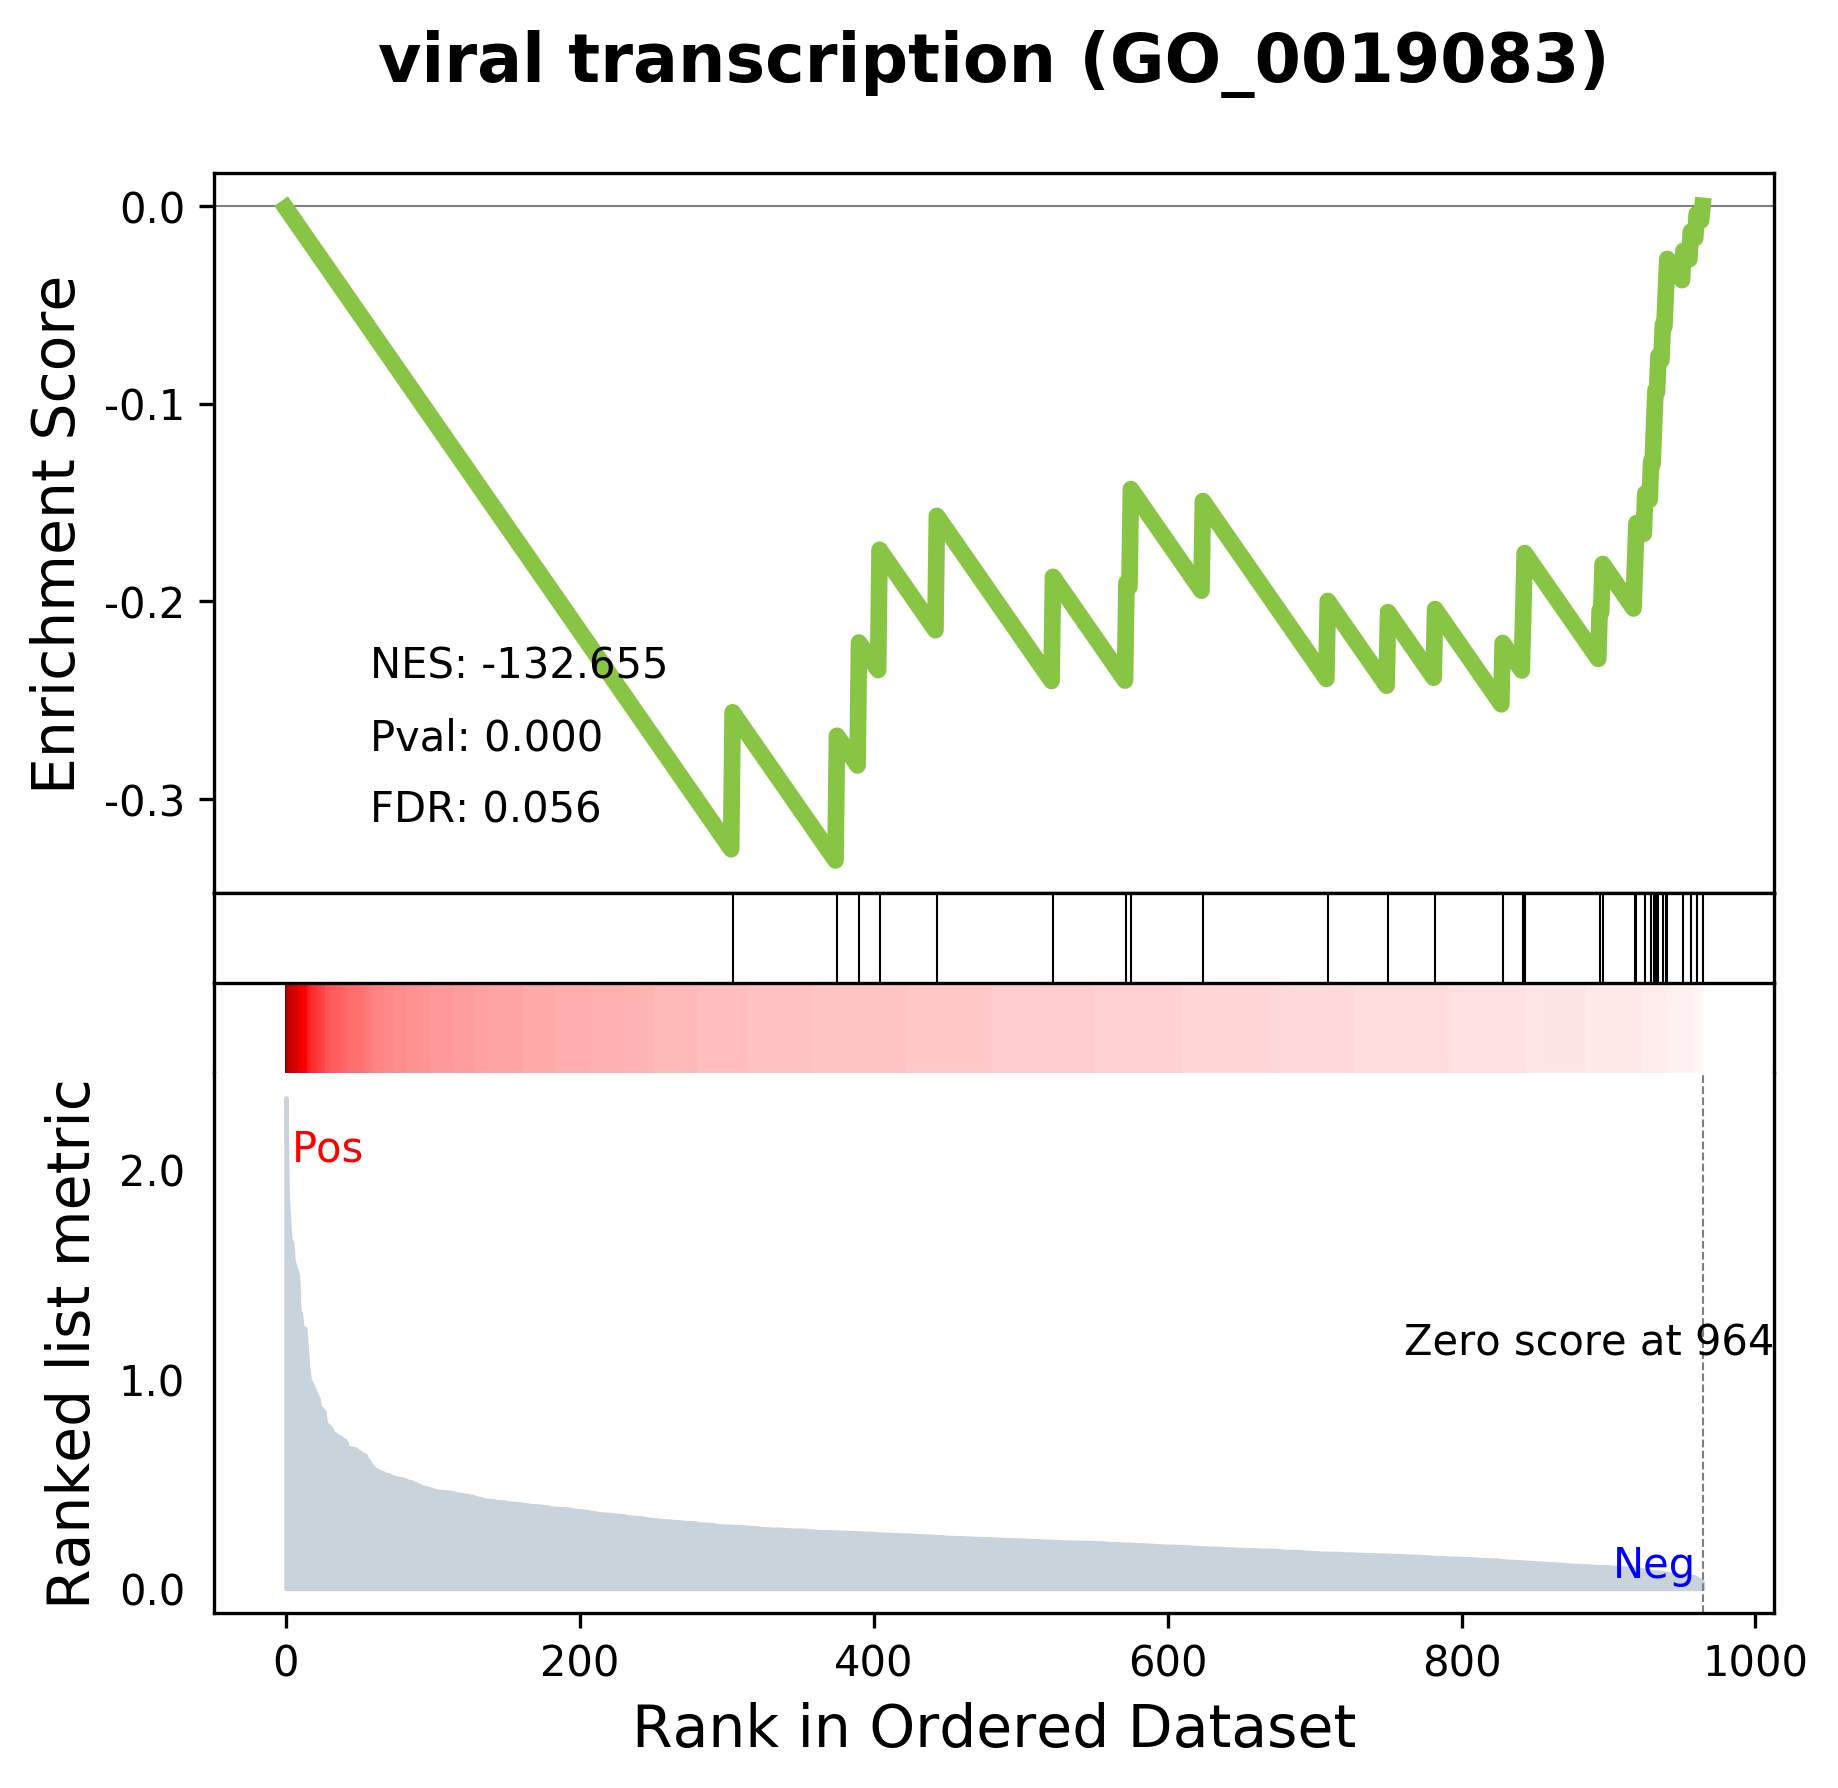 viral transcription (GO_0019083)
Enrichment Score
0.0
-0.1
-0.2
-0.3
NES: -132.655
Pval: 0.000
FDR: 0.056
Ranked list metric
2.0
1.0
0.0
Pos
Zero score at 964
Neg
0 200 400 600 800 1000
Rank in Ordered Dataset